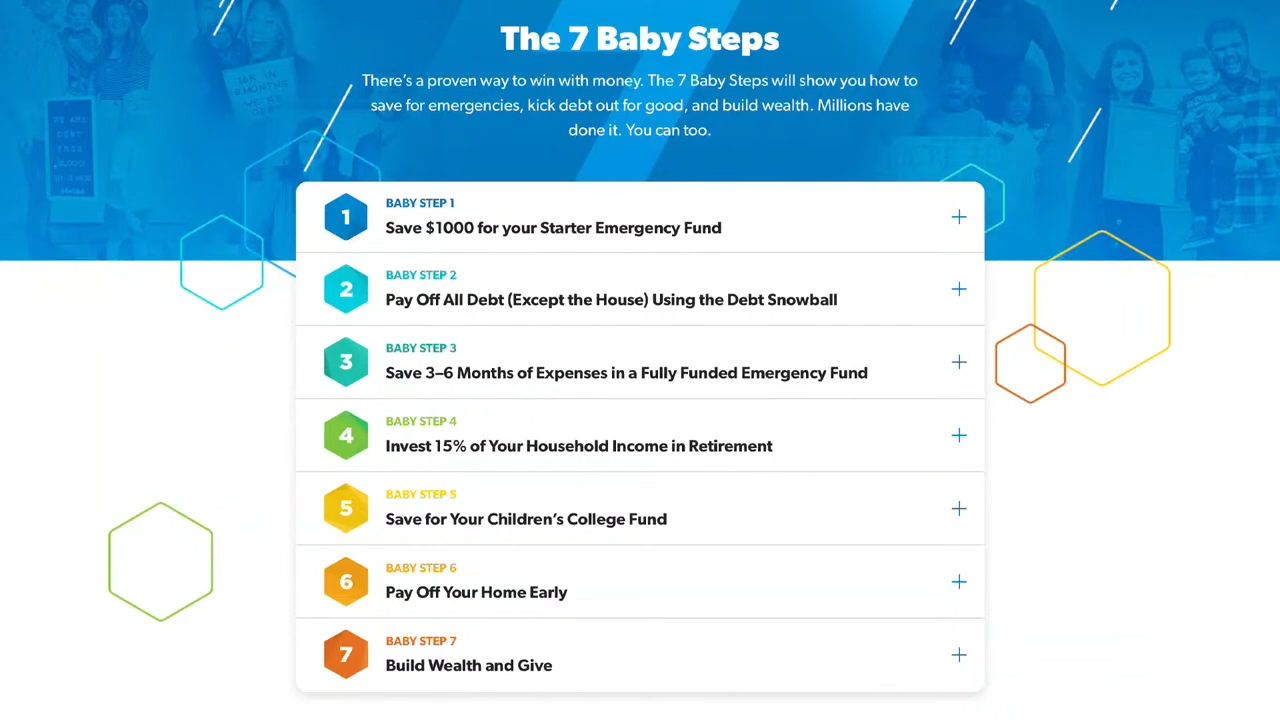 The 7 Baby Steps
There's a proven way to win with money. The 7 Baby Steps will show you how to
save for emergencies, kick debt out for good, and build wealth. Millions have
done it. You can too.
WE ARE
DEBT
FREE
1
BABY STEP 1
Save $1000 for your Starter Emergency Fund
2
BABY STEP 2
Pay Off All Debt (Except the House) Using the Debt Snowball
3
BABY STEP 3
Save 3–6 Months of Expenses in a Fully Funded Emergency Fund
4
BABY STEP 4
Invest 15% of Your Household Income in Retirement
5
BABY STEP 5
Save for Your Children's College Fund
6
BABY STEP 6
Pay Off Your Home Early
7
BABY STEP 7
Build Wealth and Give